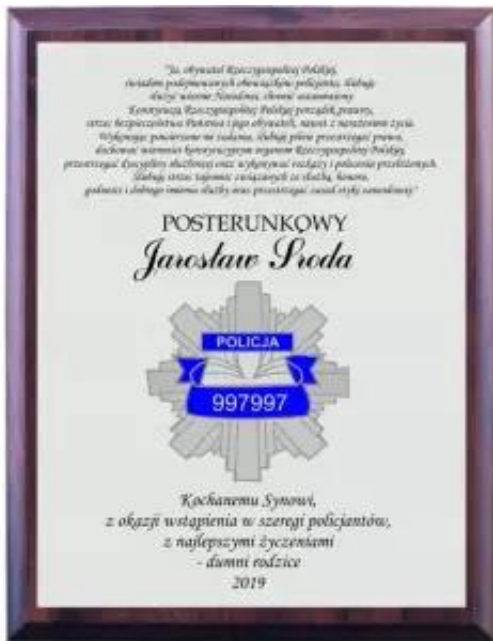 "Ja, obywatel Rzeczypospolitej Polskiej,
świadom podejmowanych obowiązków policjanta, ślubuję:
służyć wiernie Narodowi, chronić ustanowiony
Konstytucją Rzeczypospolitej Polskiej porządek prawny,
strzec bezpieczeństwa Państwa i jego obywateli, nawet z narażeniem życia.
Wykonując powierzone mi zadania, ślubuję pilnie przestrzegać prawa,
dochować wierności konstytucyjnym organom Rzeczypospolitej Polskiej,
przestrzegać dyscypliny służbowej oraz wykonywać rozkazy i polecenia przełożonych.
Ślubuję strzec tajemnic związanych ze służbą, honoru,
godności i dobrego imienia służby oraz przestrzegać zasad etyki zawodowej"
POSTERUNKOWY
Jarosław Środa
POLICJA
997997
Kochanemu Synowi,
z okazji wstąpienia w szeregi policjantów,
z najlepszymi życzeniami
- dumni rodzice
2019